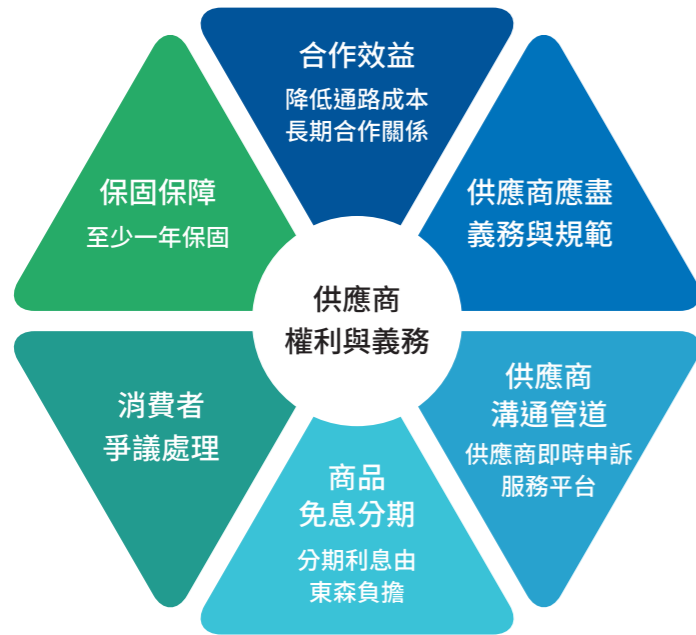 合作效益
降低通路成本
長期合作關係
供應商應盡
義務與規範
供應商
溝通管道
供應商即時申訴
服務平台
商品
免息分期
分期利息由
東森負擔
消費者
爭議處理
保固保障
至少一年保固
供應商
權利與義務